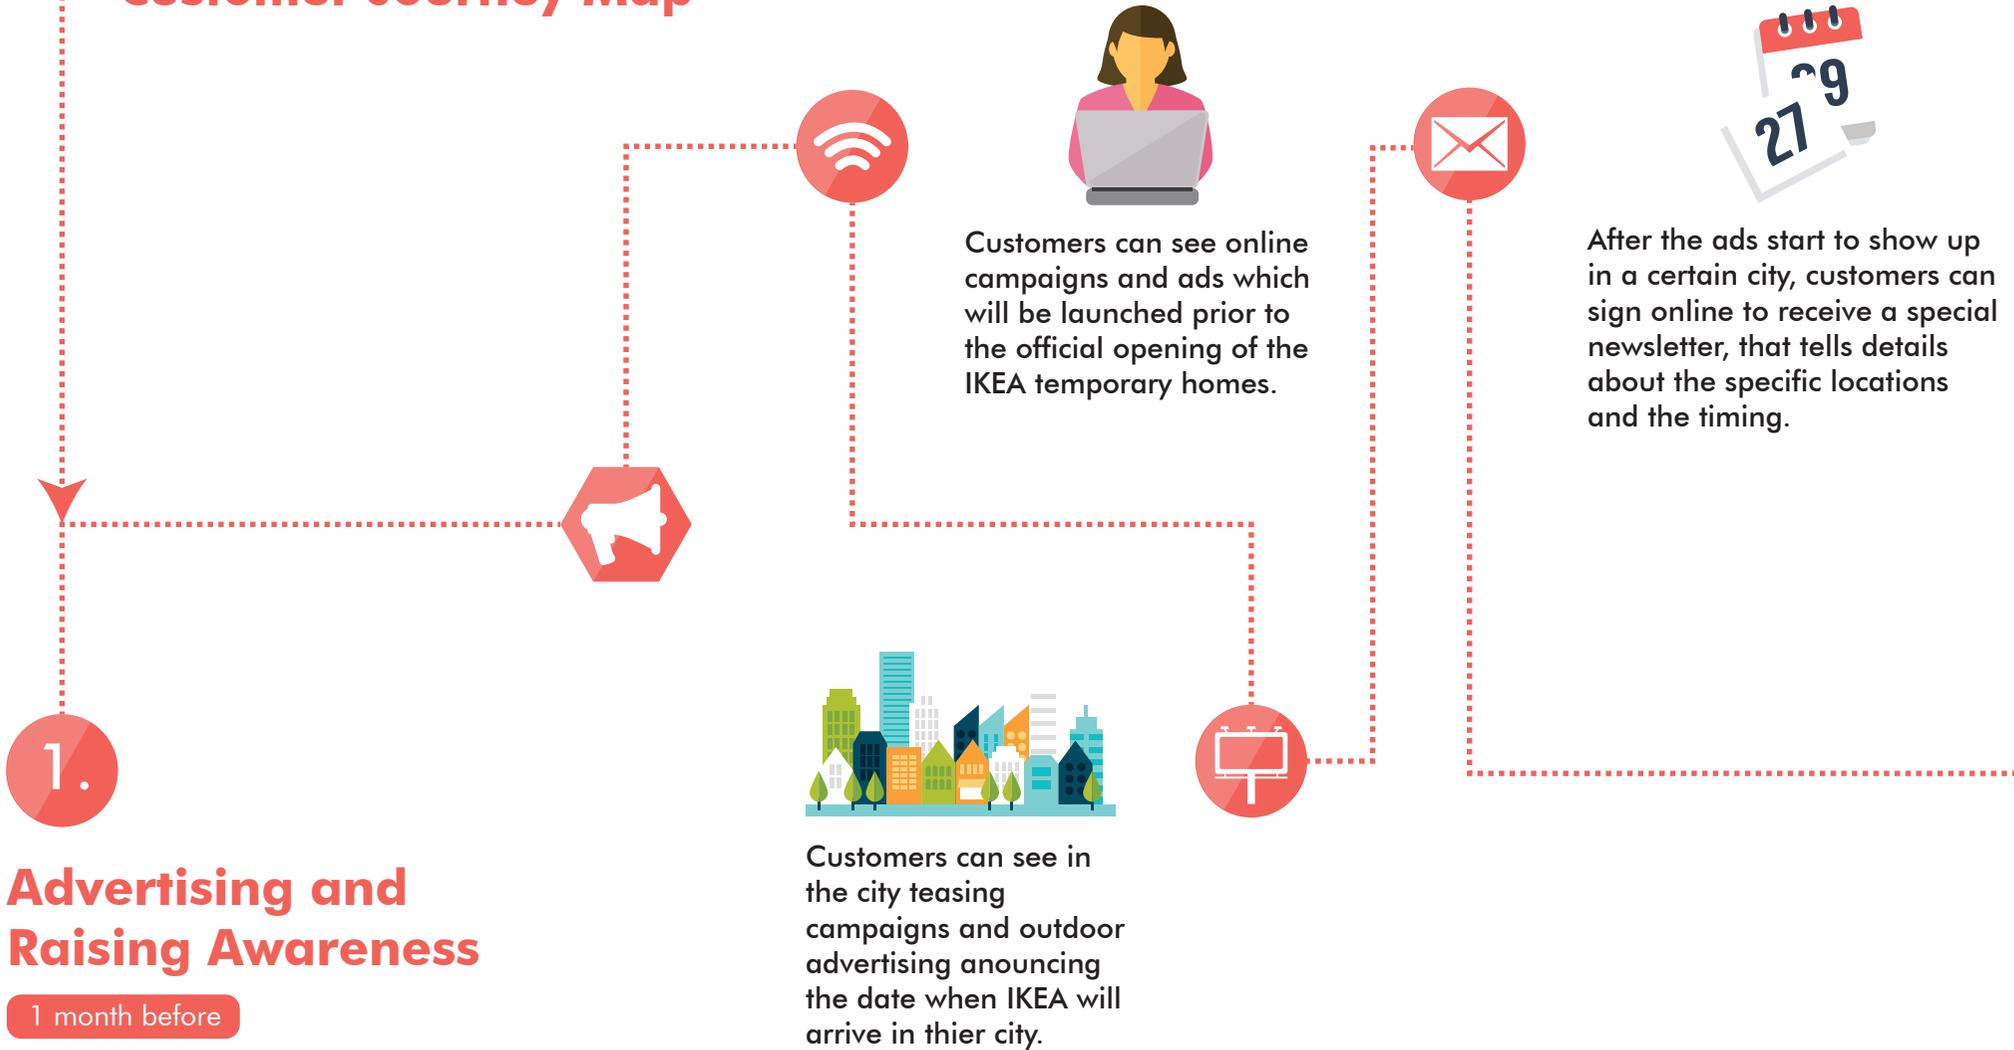 Customer Journey Map
29
27
Customers can see online
campaigns and ads which
will be launched prior to
the official opening of the
IKEA temporary homes.
After the ads start to show up
in a certain city, customers can
sign online to receive a special
newsletter, that tells details
about the specific locations
and the timing.
1.
Advertising and
Raising Awareness
1 month before
Customers can see in
the city teasing
campaigns and outdoor
advertising anouncing
the date when IKEA will
arrive in thier city.